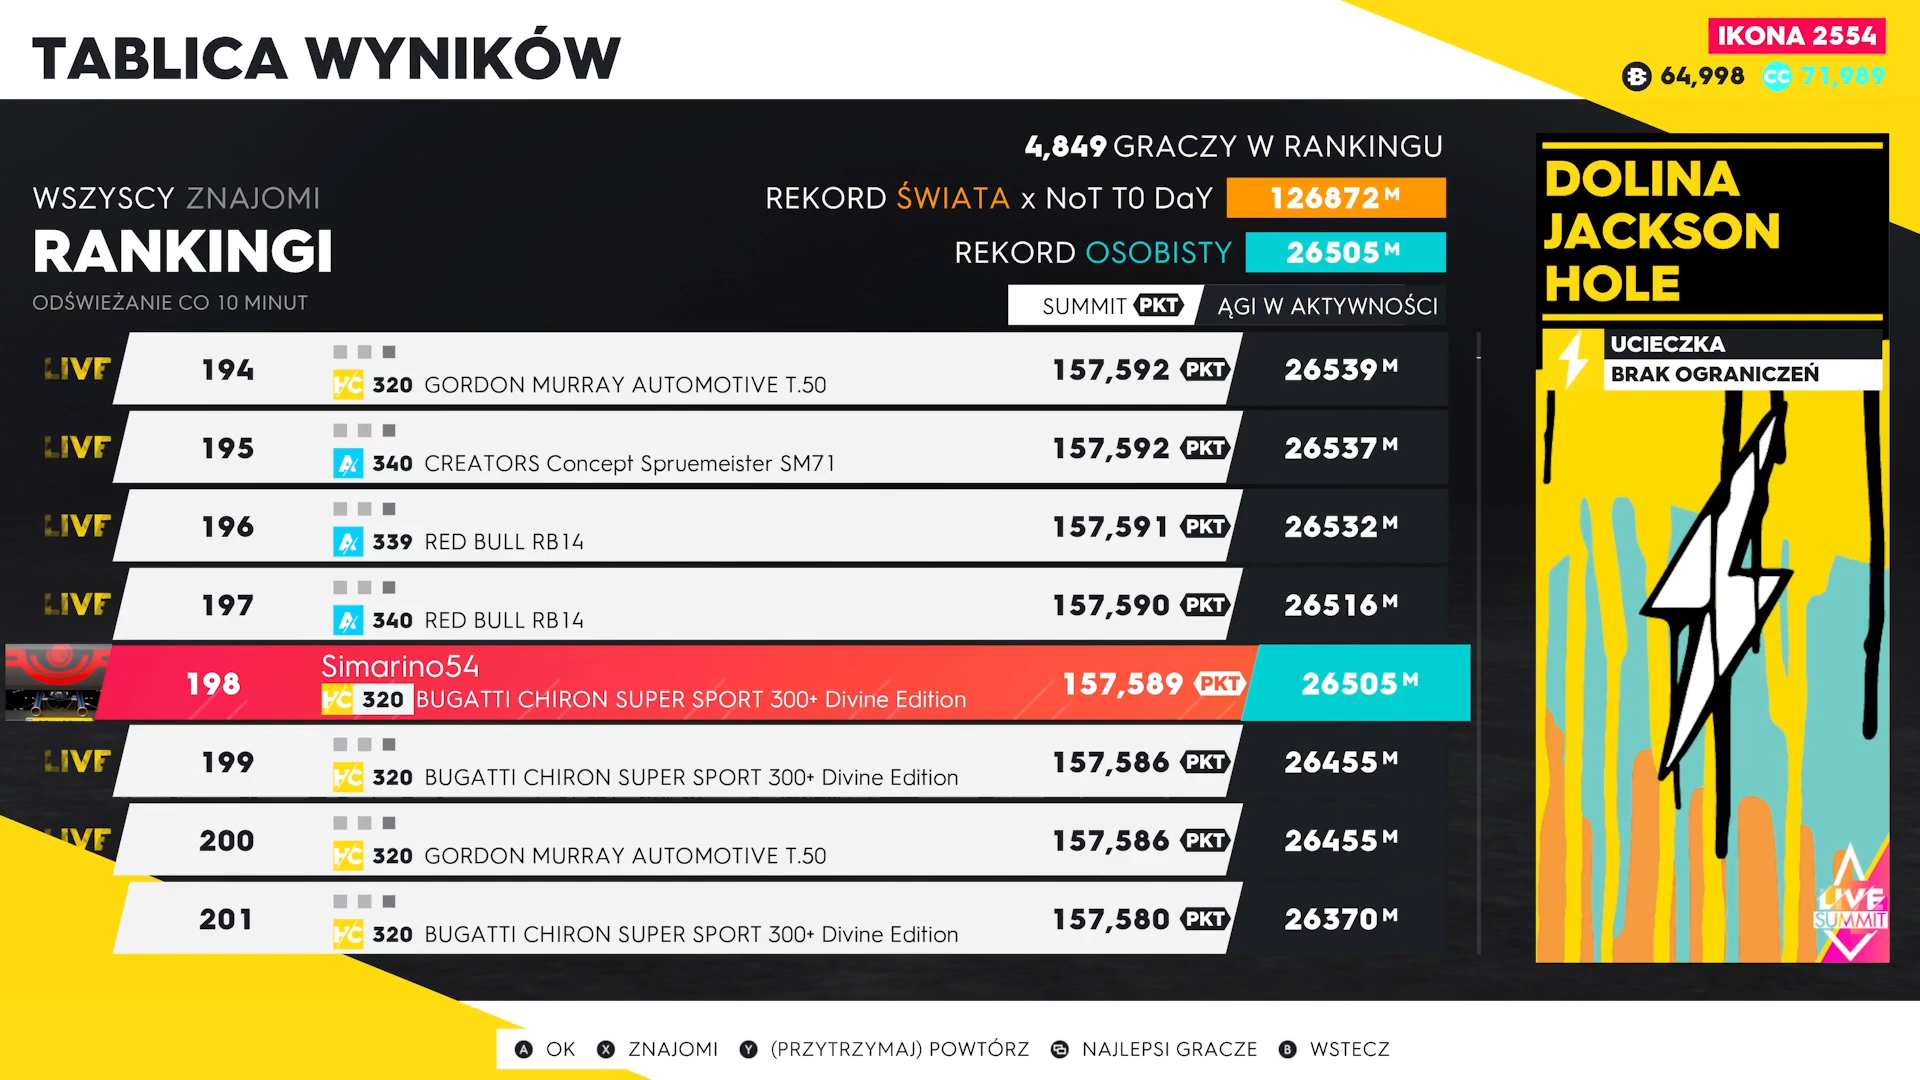 TABLICA WYNIKÓW
IKONA 2554
64,998 CC 71,989
4,849 GRACZY W RANKINGU
WSZYSCY ZNAJOMI
REKORD ŚWIATA x NoT T0 DaY 126872 M
RANKINGI
REKORD OSOBISTY 26505 M
ODŚWIEŻANIE CO 10 MINUT
SUMMIT PKT ĄGI W AKTYWNOŚCI
DOLINA
JACKSON
HOLE
UCIECZKA
BRAK OGRANICZEŃ
LIVE 194 157,592 PKT 26539 M
HC 320 GORDON MURRAY AUTOMOTIVE T.50
LIVE 195 157,592 PKT 26537 M
A 340 CREATORS Concept Spruemeister SM71
LIVE 196 157,591 PKT 26532 M
A 339 RED BULL RB14
LIVE 197 157,590 PKT 26516 M
A 340 RED BULL RB14
198 Simarino54 157,589 PKT 26505 M
HC 320 BUGATTI CHIRON SUPER SPORT 300+ Divine Edition
LIVE 199 157,586 PKT 26455 M
HC 320 BUGATTI CHIRON SUPER SPORT 300+ Divine Edition
LIVE 200 157,586 PKT 26455 M
HC 320 GORDON MURRAY AUTOMOTIVE T.50
201 157,580 PKT 26370 M
HC 320 BUGATTI CHIRON SUPER SPORT 300+ Divine Edition
LIVE
SUMMIT
A OK X ZNAJOMI Y (PRZYTRZYMAJ) POWTÓRZ NAJLEPSI GRACZE B WSTECZ